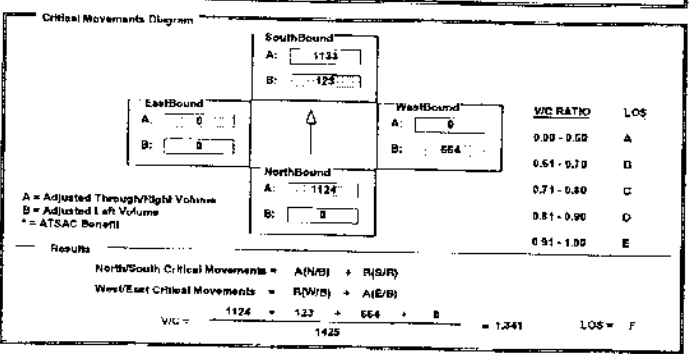 Critical Movements Diagram
SouthBound
A: 1133
B: 123
EastBound
A: 0
B: 0
WestBound
A: 0
B: 664
NorthBound
A: 1124
B: 0
V/C RATIO LOS
0.00 - 0.60 A
0.61 - 0.70 B
0.71 - 0.80 C
0.81 - 0.90 D
0.91 - 1.00 E
A = Adjusted Through/Right Volume
B = Adjusted Left Volume
* = ATSAC Benefit
Results
North/South Critical Movements = A(N/B) + B(S/B)
West/East Critical Movements = B(W/B) + A(E/B)
V/C = 1124 + 123 + 664 + 0
1425
= 1.341 LOS = F